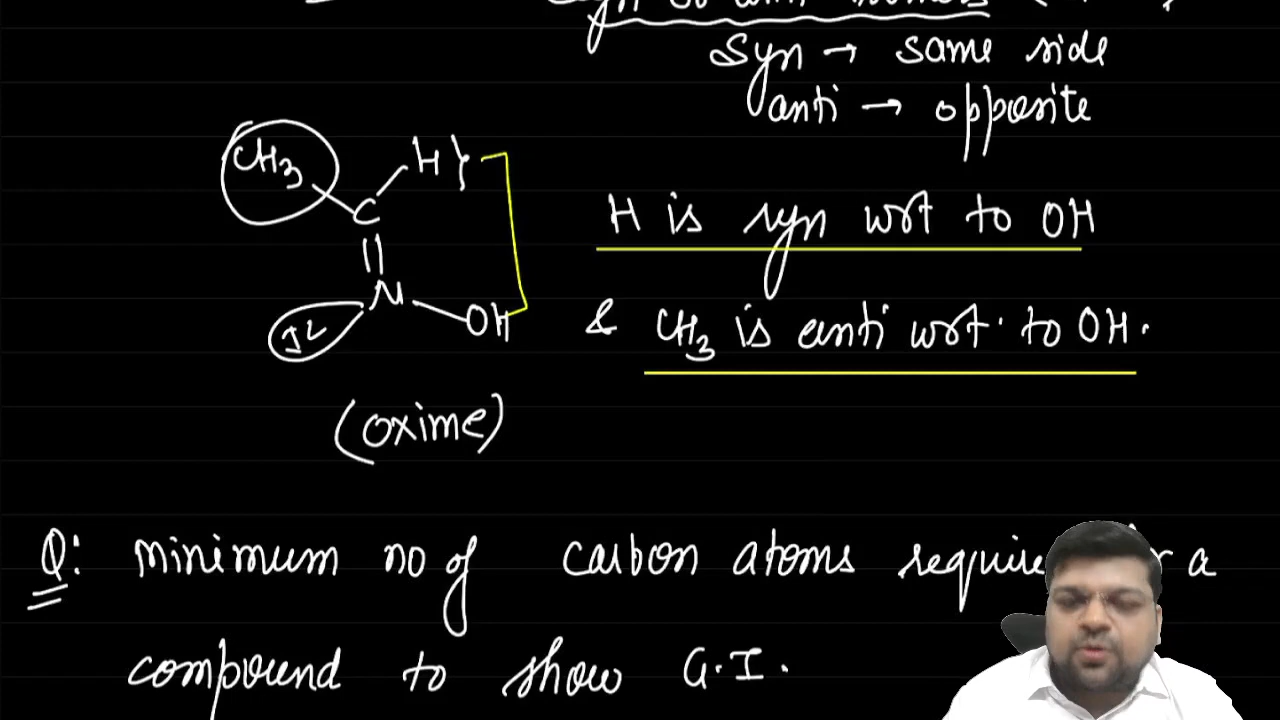 Syn → same side
anti → opposite
CH3 H }
C
N OH
H is syn wrt to OH
& CH3 is anti wrt. to OH.
(oxime)
Q: minimum no of carbon atoms a
compound to show G.I.